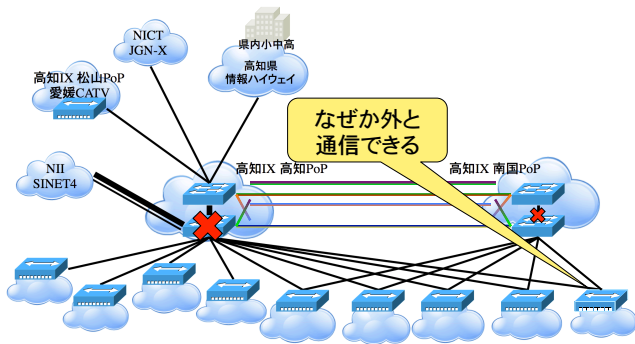 NICT
JGN-X
県内小中高
高知県
情報ハイウェイ
高知IX 松山PoP
愛媛CATV
なぜか外と
通信できる
NII
SINET4
高知IX 高知PoP
高知IX 南国PoP